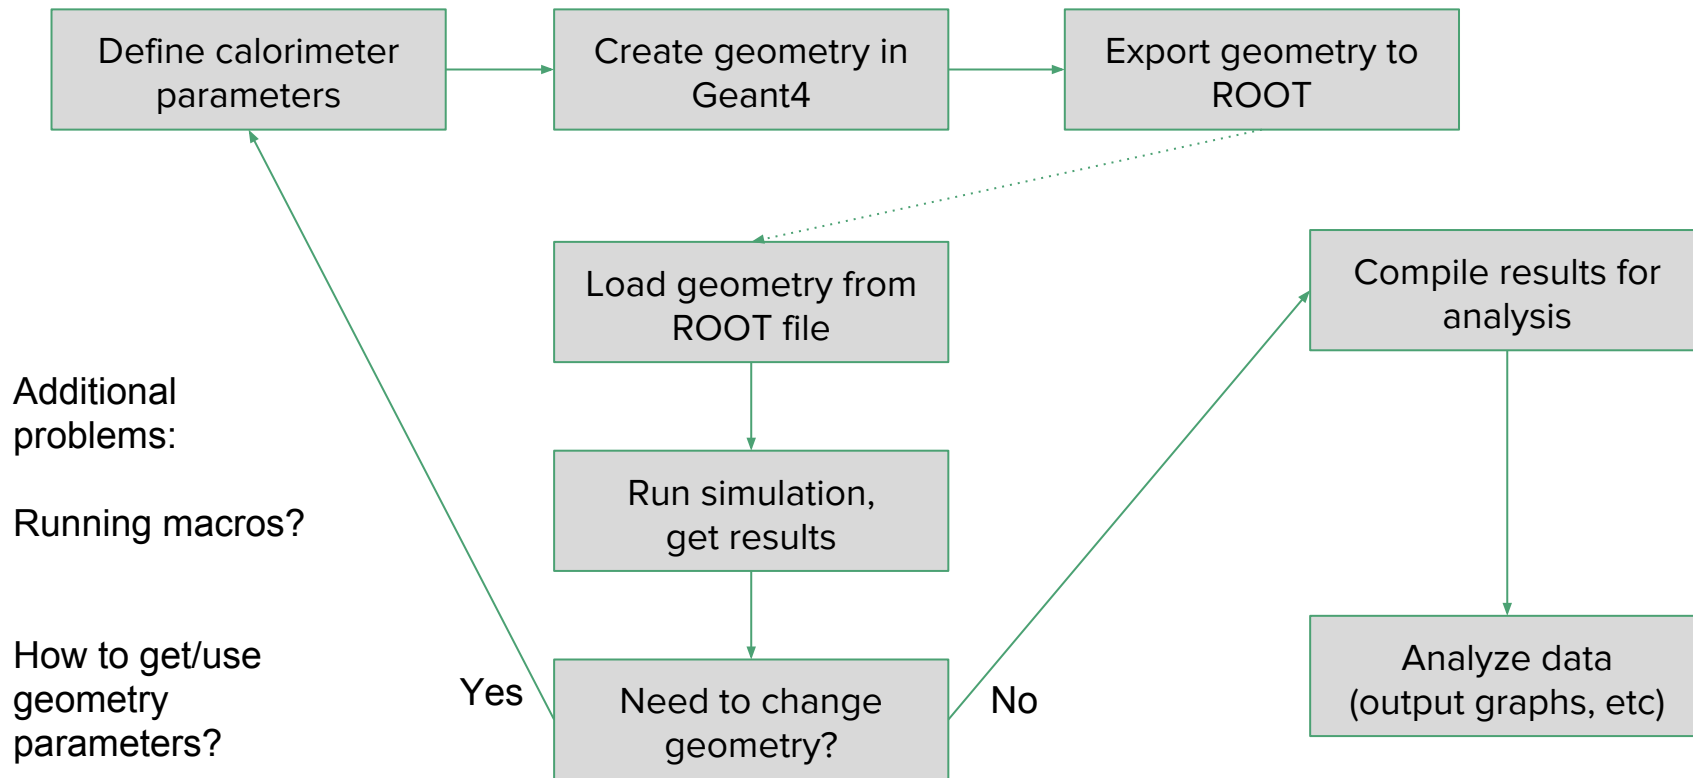 Define calorimeter
parameters
Create geometry in
Geant4
Export geometry to
ROOT
Load geometry from
ROOT file
Compile results for
analysis
Additional
problems:
Running macros?
Run simulation,
get results
How to get/use
geometry
parameters?
Yes
Need to change
geometry?
No
Analyze data
(output graphs, etc)